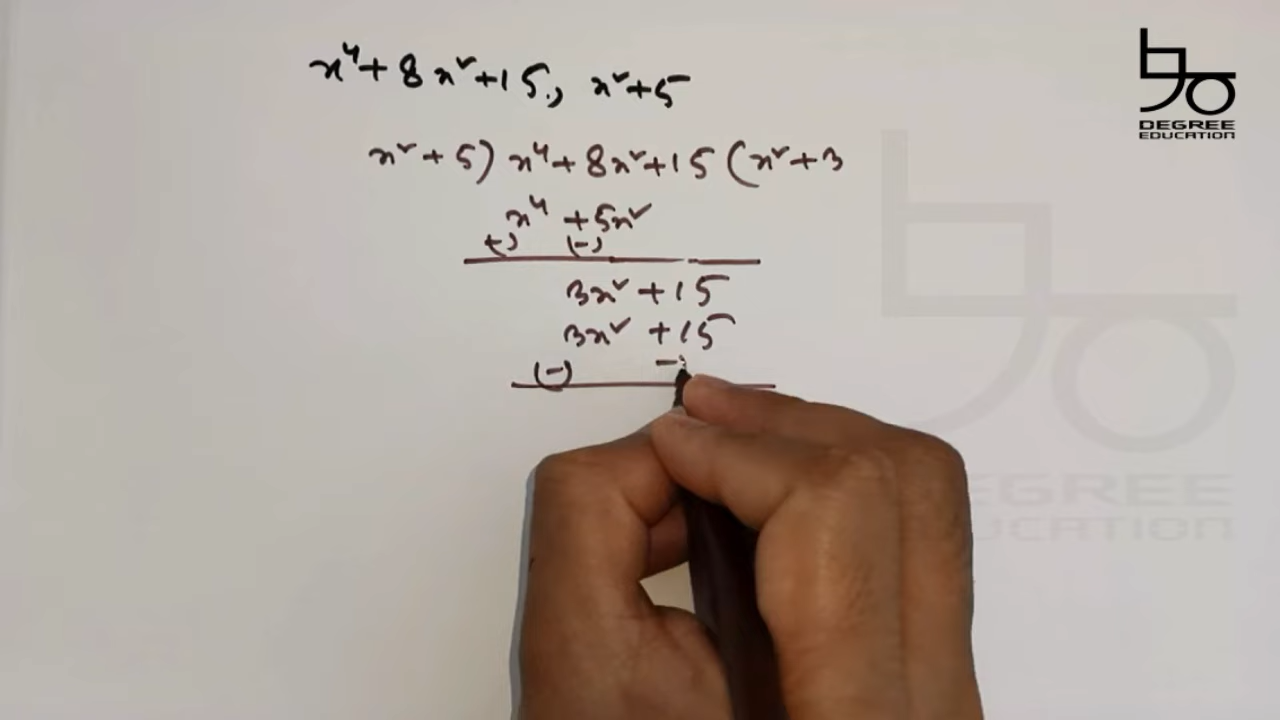 x⁴ + 8x² + 15, x² + 5
x² + 5) x⁴ + 8x² + 15 (x² + 3
x⁴ + 5x²
(-) (-)
3x² + 15
3x² + 15
(-) -
DEGREE
EDUCATION